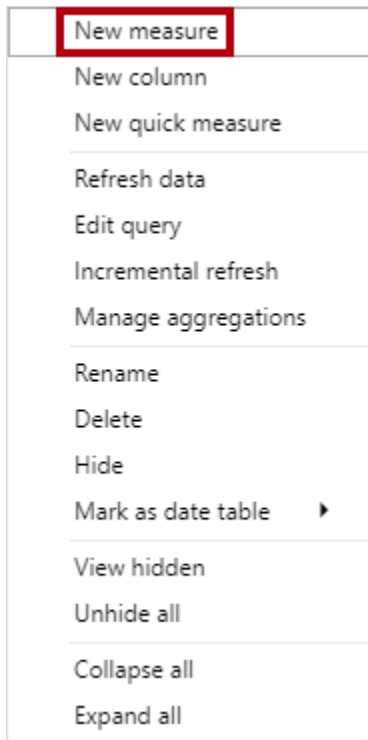 New measure
New column
New quick measure
Refresh data
Edit query
Incremental refresh
Manage aggregations
Rename
Delete
Hide
Mark as date table
View hidden
Unhide all
Collapse all
Expand all